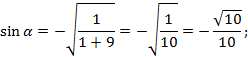 sin α = −√(1/(1+9)) = −√(1/10) = −√10/10;